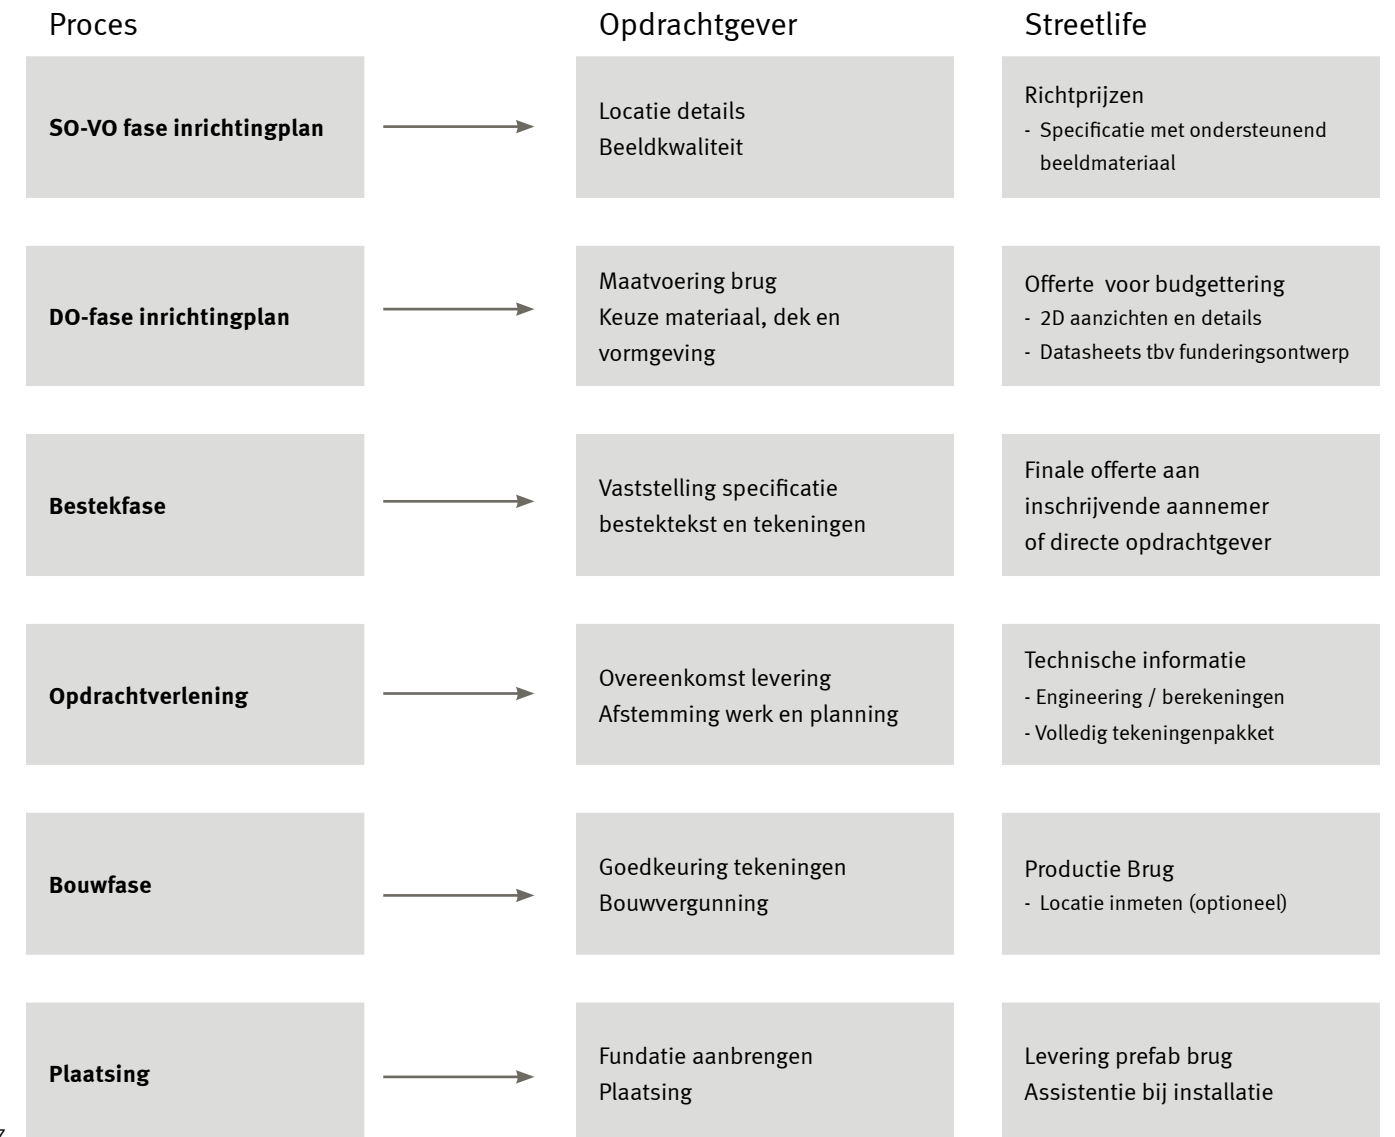 Proces
Opdrachtgever
Streetlife
SO-VO fase inrichtingplan
Locatie details
Beeldkwaliteit
Richtprijzen
- Specificatie met ondersteunend
beeldmateriaal
DO-fase inrichtingplan
Maatvoering brug
Keuze materiaal, dek en
vormgeving
Offerte voor budgettering
- 2D aanzichten en details
- Datasheets tbv funderingsontwerp
Bestekfase
Vaststelling specificatie
bestektekst en tekeningen
Finale offerte aan
inschrijvende aannemer
of directe opdrachtgever
Opdrachtverlening
Overeenkomst levering
Afstemming werk en planning
Technische informatie
- Engineering / berekeningen
- Volledig tekeningenpakket
Bouwfase
Goedkeuring tekeningen
Bouwvergunning
Productie Brug
- Locatie inmeten (optioneel)
Plaatsing
Fundatie aanbrengen
Plaatsing
Levering prefab brug
Assistentie bij installatie